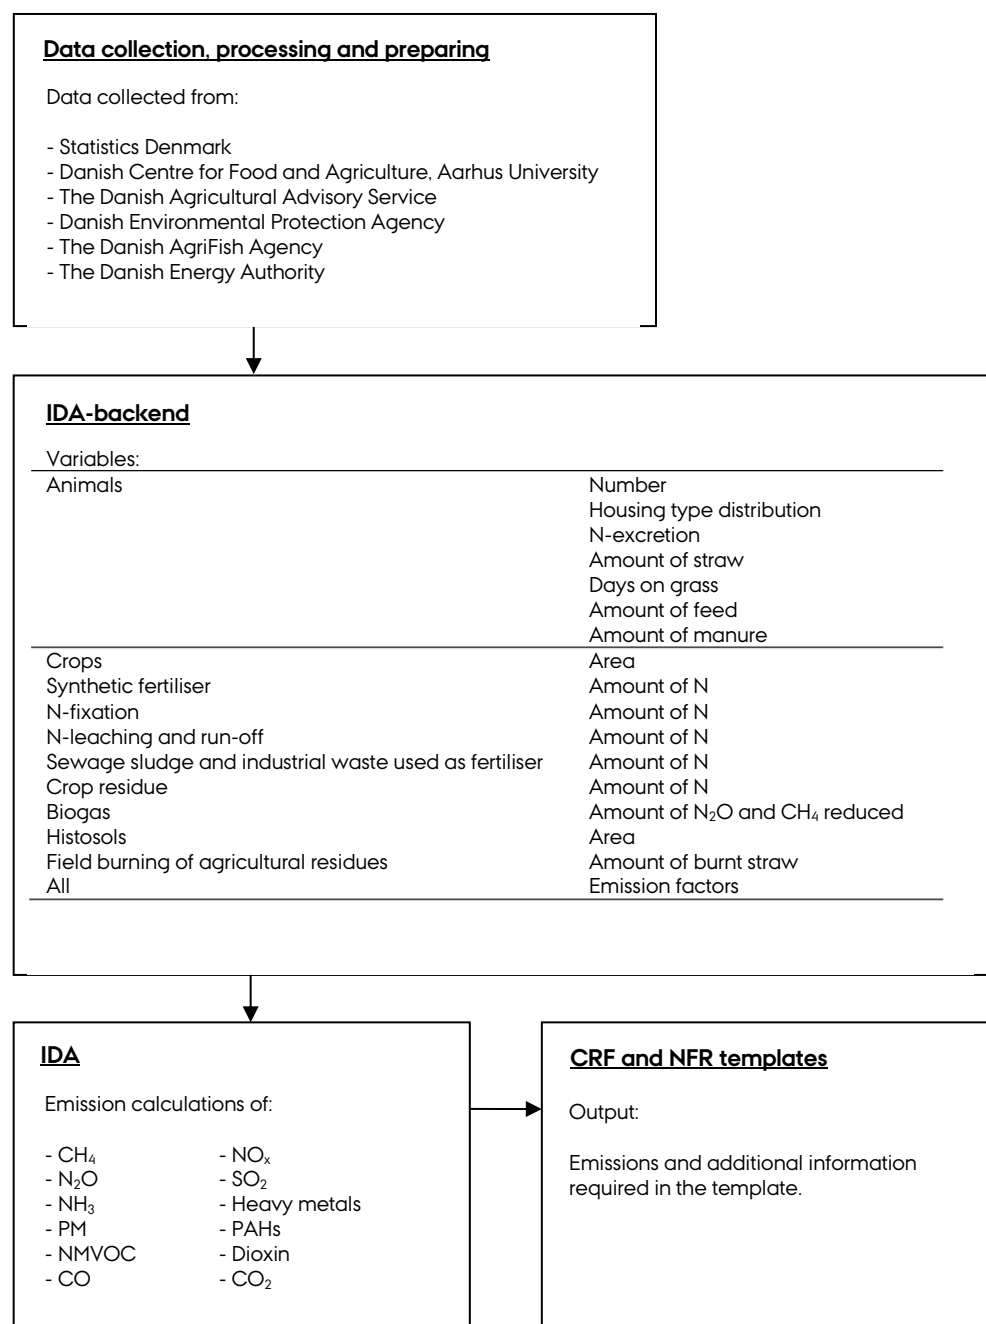 Data collection, processing and preparing
Data collected from:
- Statistics Denmark
- Danish Centre for Food and Agriculture, Aarhus University
- The Danish Agricultural Advisory Service
- Danish Environmental Protection Agency
- The Danish AgriFish Agency
- The Danish Energy Authority
IDA-backend
Variables:
Animals Number
Housing type distribution
N-excretion
Amount of straw
Days on grass
Amount of feed
Amount of manure
Crops Area
Synthetic fertiliser Amount of N
N-fixation Amount of N
N-leaching and run-off Amount of N
Sewage sludge and industrial waste used as fertiliser Amount of N
Crop residue Amount of N
Biogas Amount of N₂O and CH₄ reduced
Histosols Area
Field burning of agricultural residues Amount of burnt straw
All Emission factors
IDA
Emission calculations of:
- CH₄ - NOₓ
- N₂O - SO₂
- NH₃ - Heavy metals
- PM - PAHs
- NMVOC - Dioxin
- CO - CO₂
CRF and NFR templates
Output:
Emissions and additional information
required in the template.